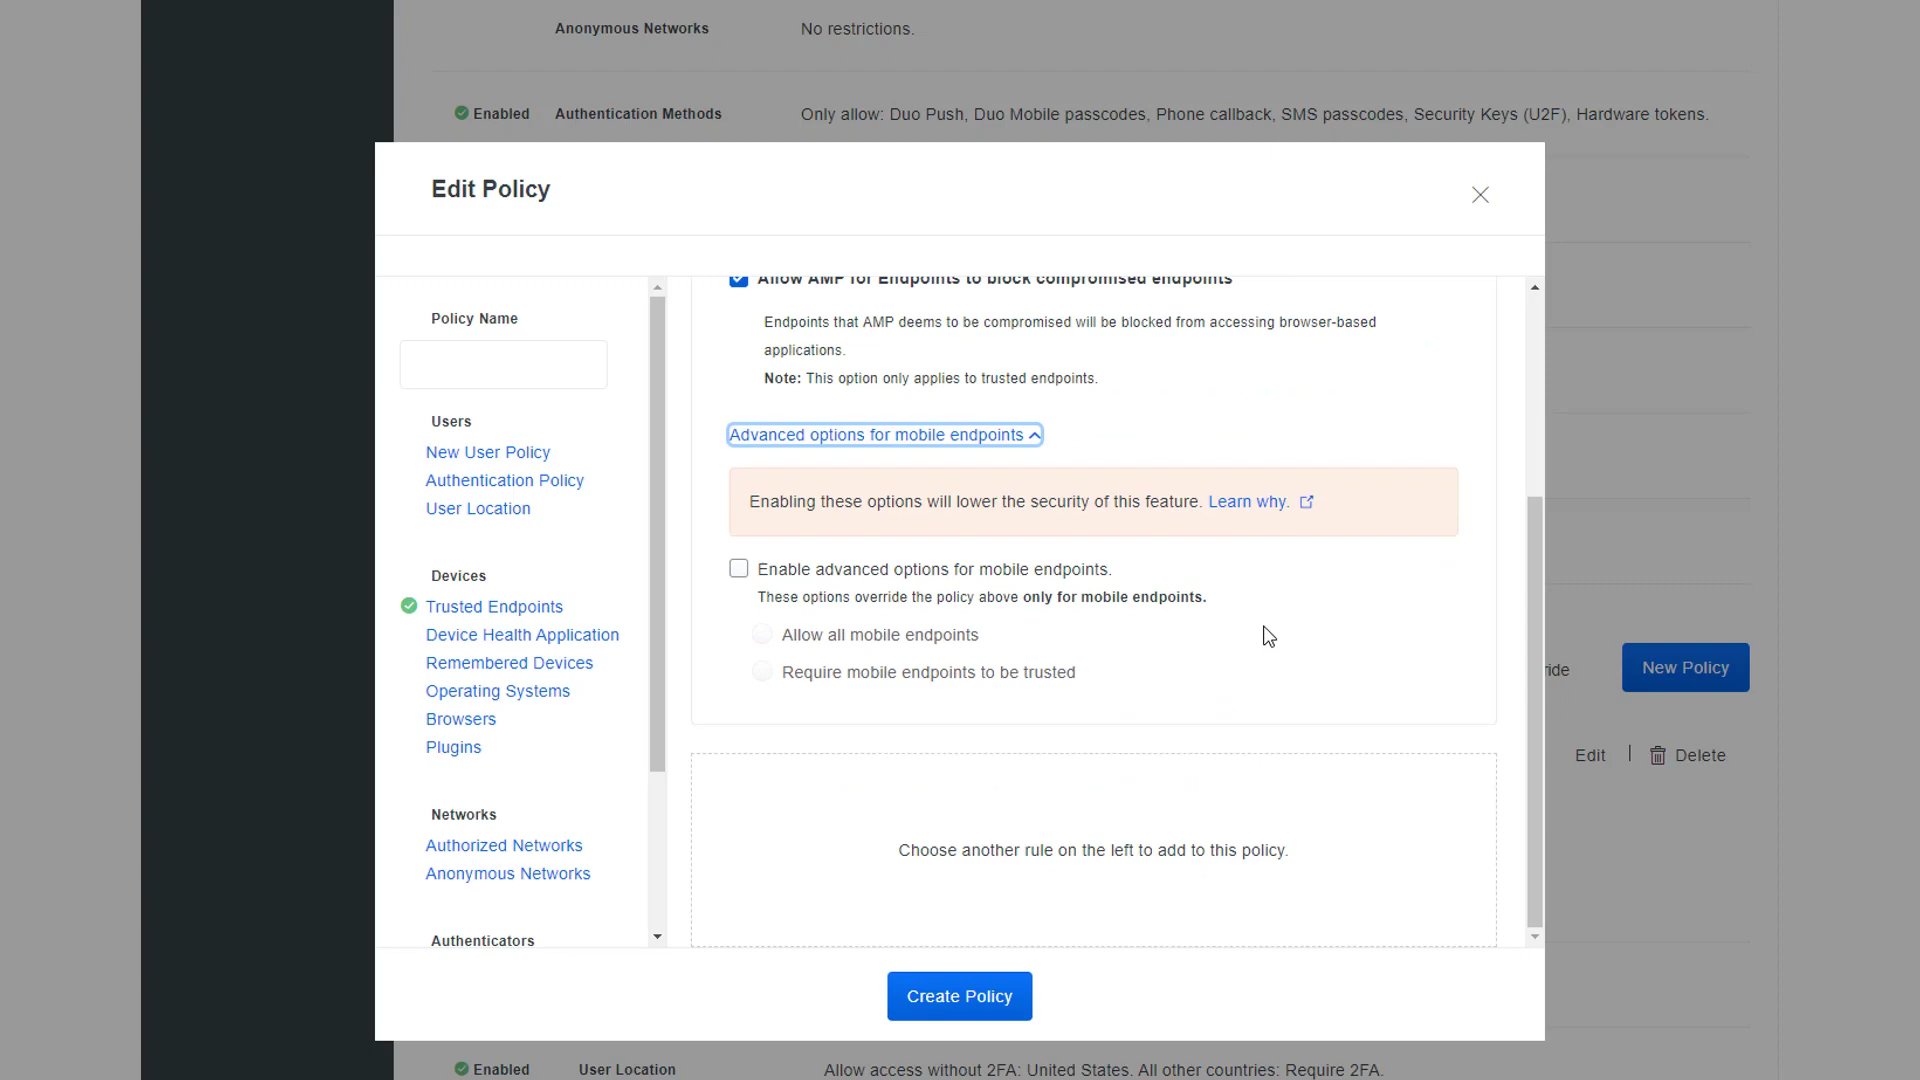 Anonymous Networks No restrictions.
Enabled Authentication Methods Only allow: Duo Push, Duo Mobile passcodes, Phone callback, SMS passcodes, Security Keys (U2F), Hardware tokens.
Edit Policy
Allow AMP for Endpoints to block compromised endpoints
Policy Name
Endpoints that AMP deems to be compromised will be blocked from accessing browser-based
applications.
Note: This option only applies to trusted endpoints.
Users
New User Policy
Authentication Policy
User Location
Advanced options for mobile endpoints
Enabling these options will lower the security of this feature. Learn why.
Enable advanced options for mobile endpoints.
These options override the policy above only for mobile endpoints.
Allow all mobile endpoints
Require mobile endpoints to be trusted
Devices
Trusted Endpoints
Device Health Application
Remembered Devices
Operating Systems
Browsers
Plugins
Networks
Authorized Networks
Anonymous Networks
Authenticators
Choose another rule on the left to add to this policy.
Create Policy
ride New Policy
Edit | Delete
Enabled User Location Allow access without 2FA: United States. All other countries: Require 2FA.